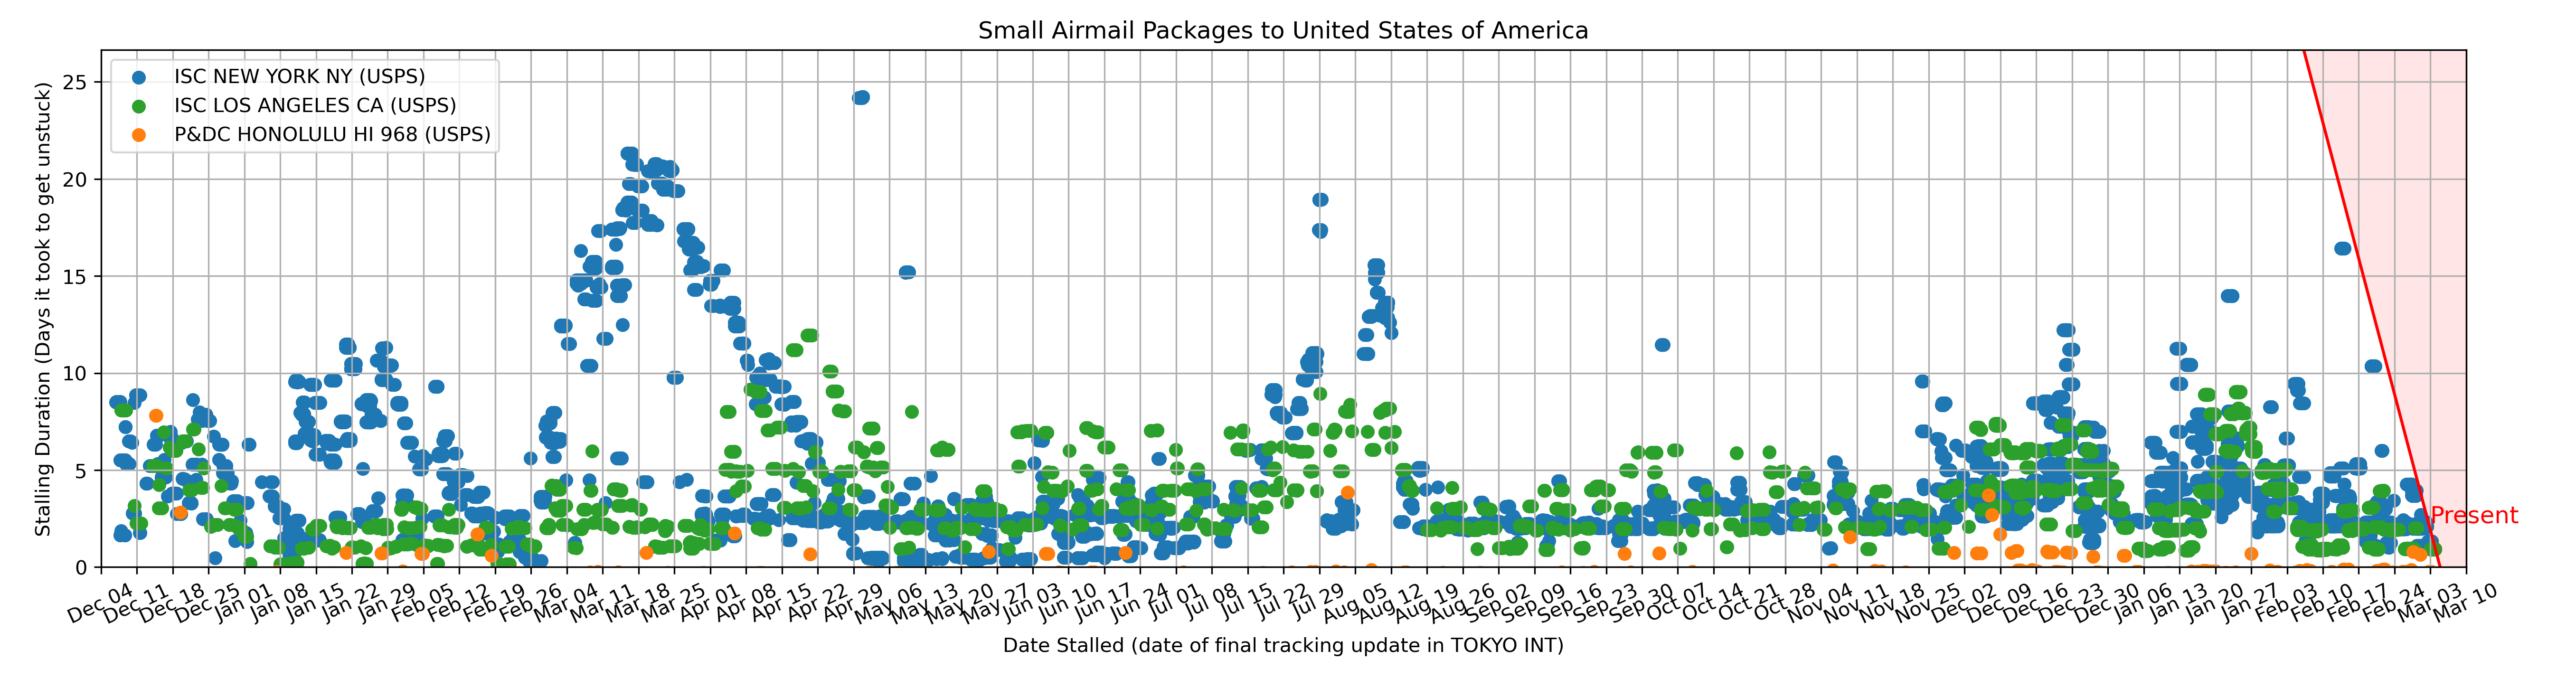 Small Airmail Packages to United States of America
ISC NEW YORK NY (USPS)
ISC LOS ANGELES CA (USPS)
P&DC HONOLULU HI 968 (USPS)
Stalling Duration (Days it took to get unstuck)
25
20
15
10
5
0
Present
Dec 04
Dec 11
Dec 18
Dec 25
Jan 01
Jan 08
Jan 15
Jan 22
Jan 29
Feb 05
Feb 12
Feb 19
Feb 26
Mar 04
Mar 11
Mar 18
Mar 25
Apr 01
Apr 08
Apr 15
Apr 22
Apr 29
May 06
May 13
May 20
May 27
Jun 03
Jun 10
Jun 17
Jun 24
Jul 01
Jul 08
Jul 15
Jul 22
Jul 29
Aug 05
Aug 12
Aug 19
Aug 26
Sep 02
Sep 09
Sep 16
Sep 23
Sep 30
Oct 07
Oct 14
Oct 21
Oct 28
Nov 04
Nov 11
Nov 18
Nov 25
Dec 02
Dec 09
Dec 16
Dec 23
Dec 30
Jan 06
Jan 13
Jan 20
Jan 27
Feb 03
Feb 10
Feb 17
Feb 24
Mar 03
Mar 10
Date Stalled (date of final tracking update in TOKYO INT)